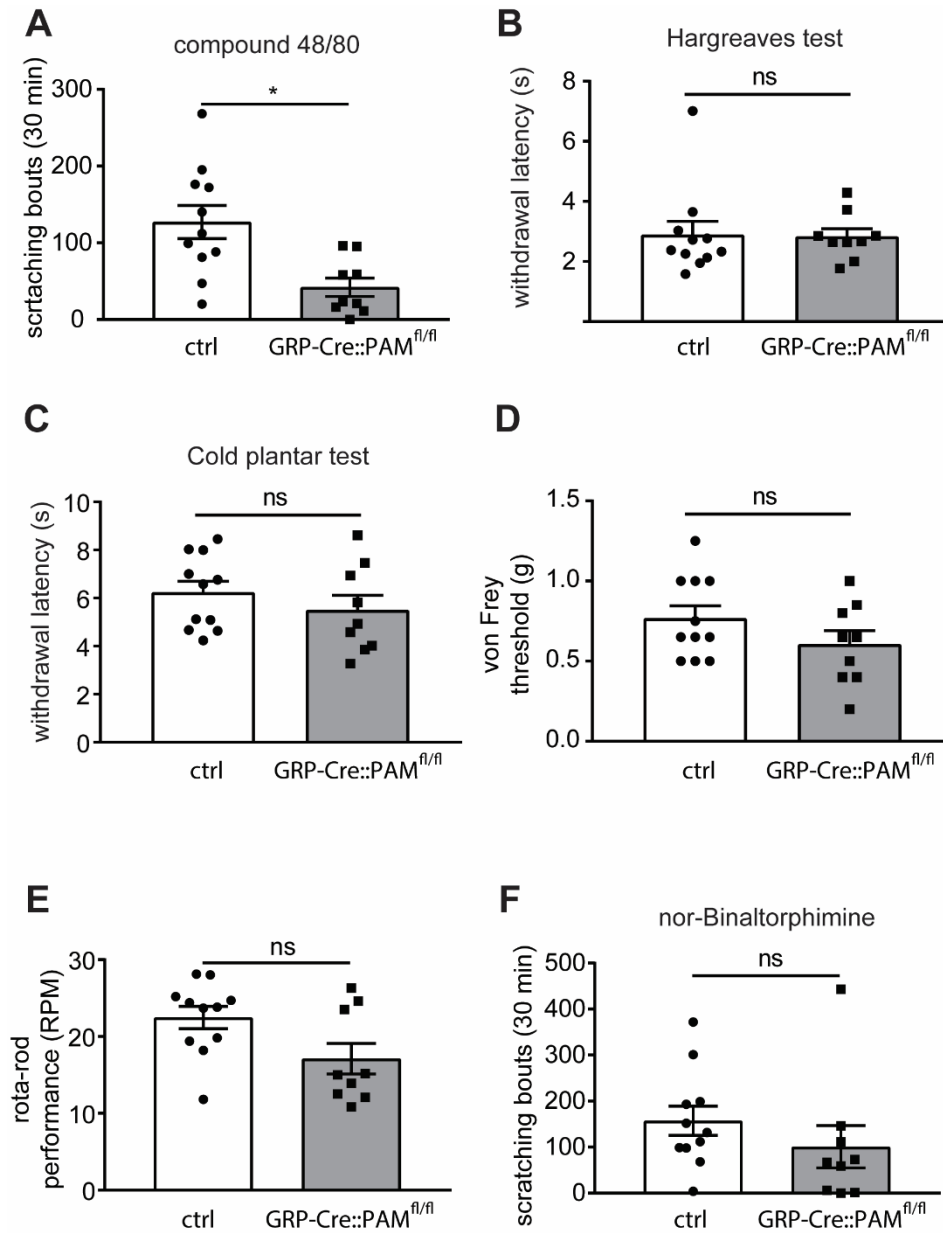 A
compound 48/80
scrtaching bouts (30 min)
300
200
100
0
*
ctrl
GRP-Cre::PAMfl/fl
B
Hargreaves test
withdrawal latency (s)
8
6
4
2
ns
ctrl
GRP-Cre::PAMfl/fl
C
Cold plantar test
withdrawal latency (s)
10
8
6
4
2
0
ns
ctrl
GRP-Cre::PAMfl/fl
D
von Frey
threshold (g)
1.5
1.0
0.5
0.0
ns
ctrl
GRP-Cre::PAMfl/fl
E
rota-rod
performance (RPM)
30
20
10
0
ns
ctrl
GRP-Cre::PAMfl/fl
F
nor-Binaltorphimine
scratching bouts (30 min)
500
400
300
200
100
0
ns
ctrl
GRP-Cre::PAMfl/fl